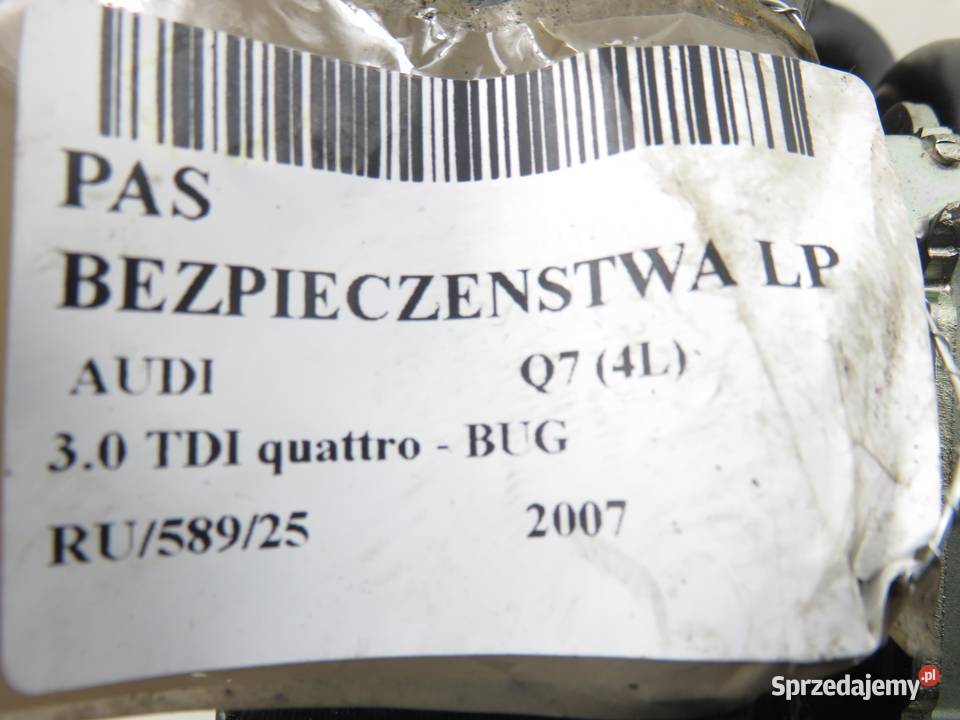 PAS
BEZPIECZENSTWA LP
AUDI Q7 (4L)
3.0 TDI quattro - BUG
RU/589/25 2007
Sprzedajemy.pl